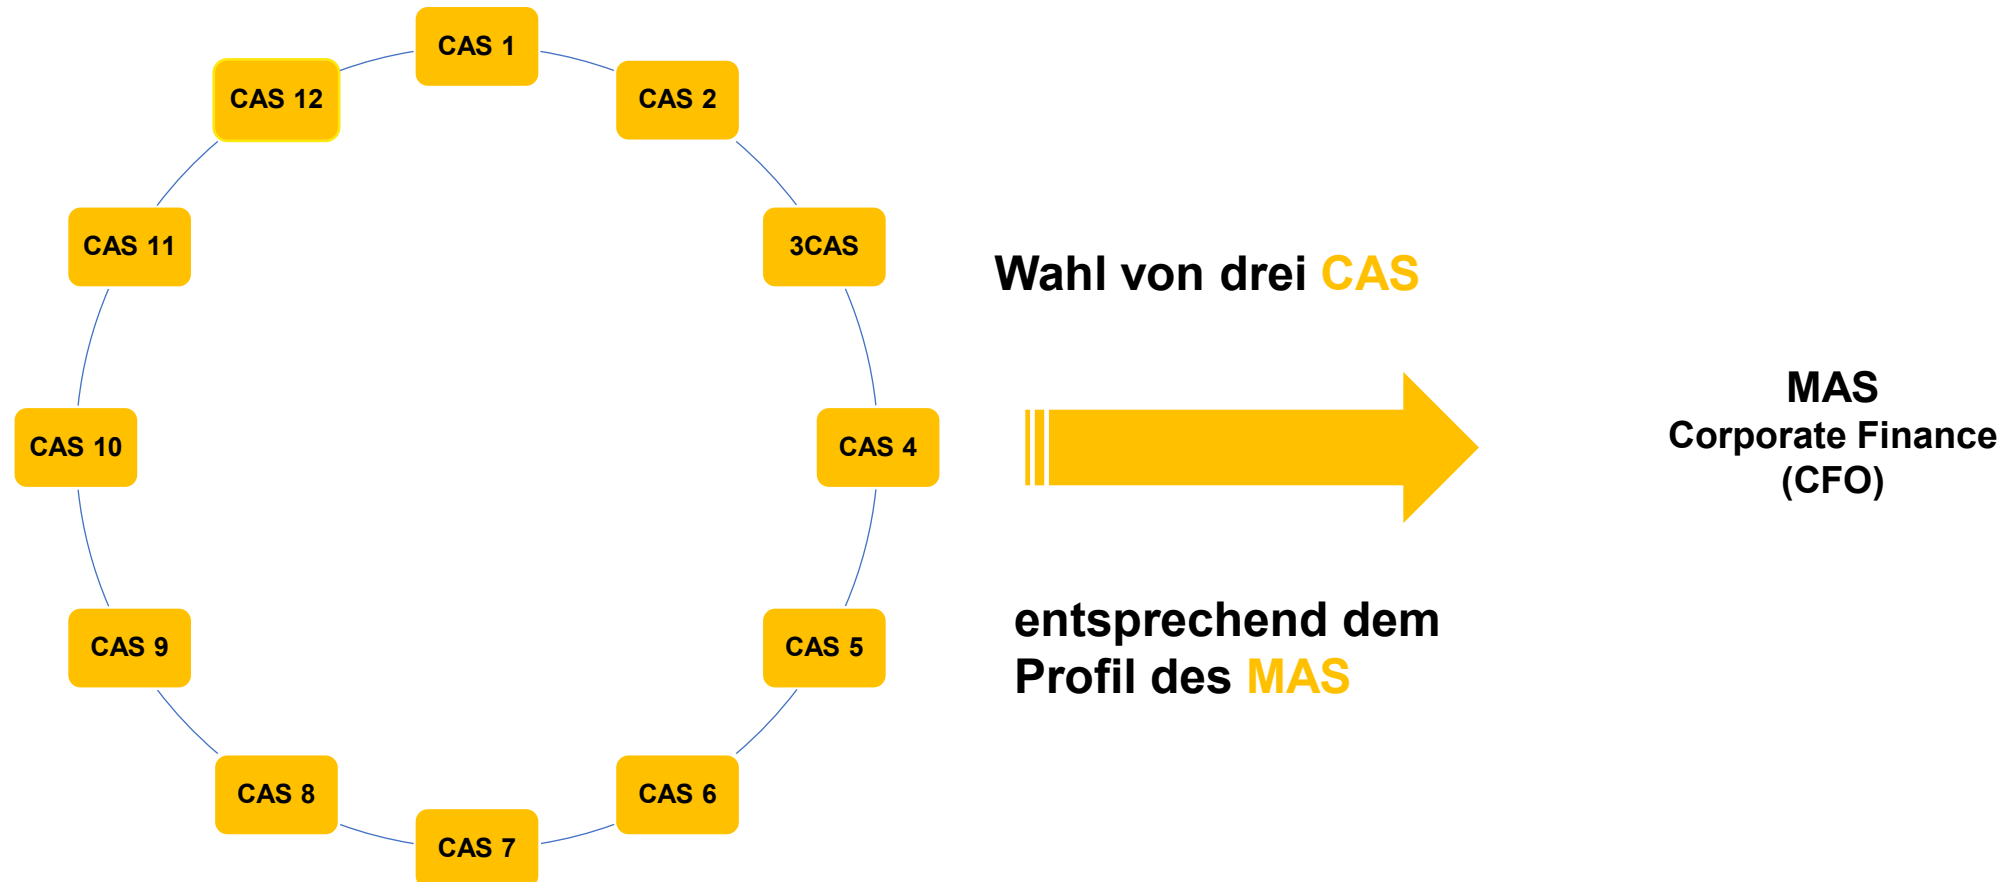 CAS 1
CAS 2
3CAS
CAS 4
CAS 5
CAS 6
CAS 7
CAS 8
CAS 9
CAS 10
CAS 11
CAS 12
Wahl von drei CAS
entsprechend dem
Profil des MAS
MAS
Corporate Finance
(CFO)